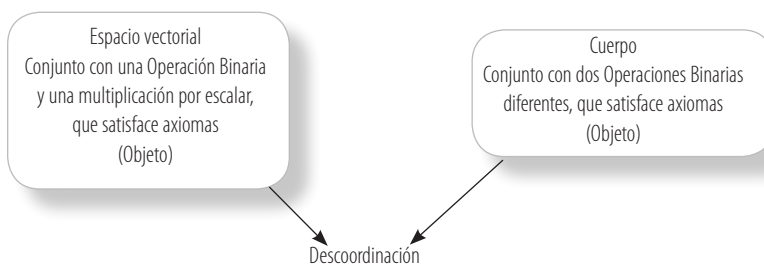 Espacio vectorial
Conjunto con una Operación Binaria
y una multiplicación por escalar,
que satisface axiomas
(Objeto)
Cuerpo
Conjunto con dos Operaciones Binarias
diferentes, que satisface axiomas
(Objeto)
Descoordinación